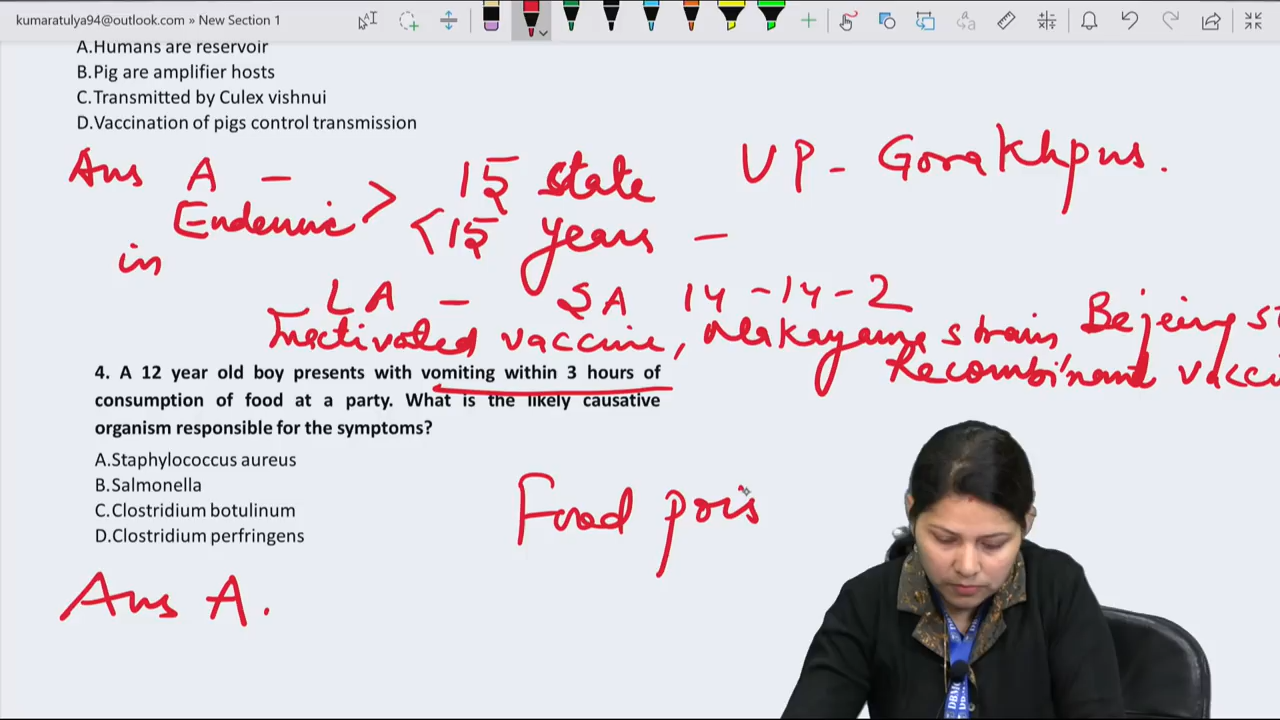 kumaratulya94@outlook.com » New Section 1
A.Humans are reservoir
B.Pig are amplifier hosts
C.Transmitted by Culex vishnui
D.Vaccination of pigs control transmission
Ans A - > 15 state UP - Gorakhpur.
Endemic < 15 years -
in
LA - SA 14-14-2
Inactivated vaccine, Nakayama strain Bejeing
Recombinant
4. A 12 year old boy presents with vomiting within 3 hours of
consumption of food at a party. What is the likely causative
organism responsible for the symptoms?
A.Staphylococcus aureus
B.Salmonella
C.Clostridium botulinum
D.Clostridium perfringens
Food pois
Ans A.
DBMC